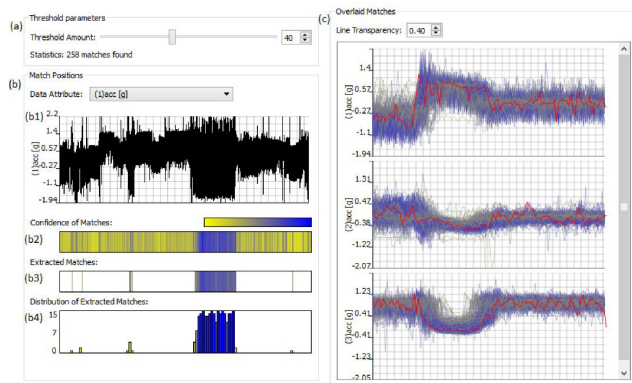 Threshold parameters
(a)
Threshold Amount:
40
Statistics: 258 matches found
(b)
Match Positions
Data Attribute:
(1)acc [g]
(b1)
2.2
1.4
0.57
-0.27
-1.1
-1.94
(1)acc [g]
Confidence of Matches:
(b2)
Extracted Matches:
(b3)
Distribution of Extracted Matches:
(b4)
15
7
0
(c)
Overlaid Matches
Line Transparency:
0.40
1.4
0.57
-0.27
-1.1
-1.94
(1)acc [g]
1.31
0.47
-0.38
-1.22
-2.07
(2)acc [g]
1.23
0.41
-0.41
-1.23
-2.05
(3)acc [g]